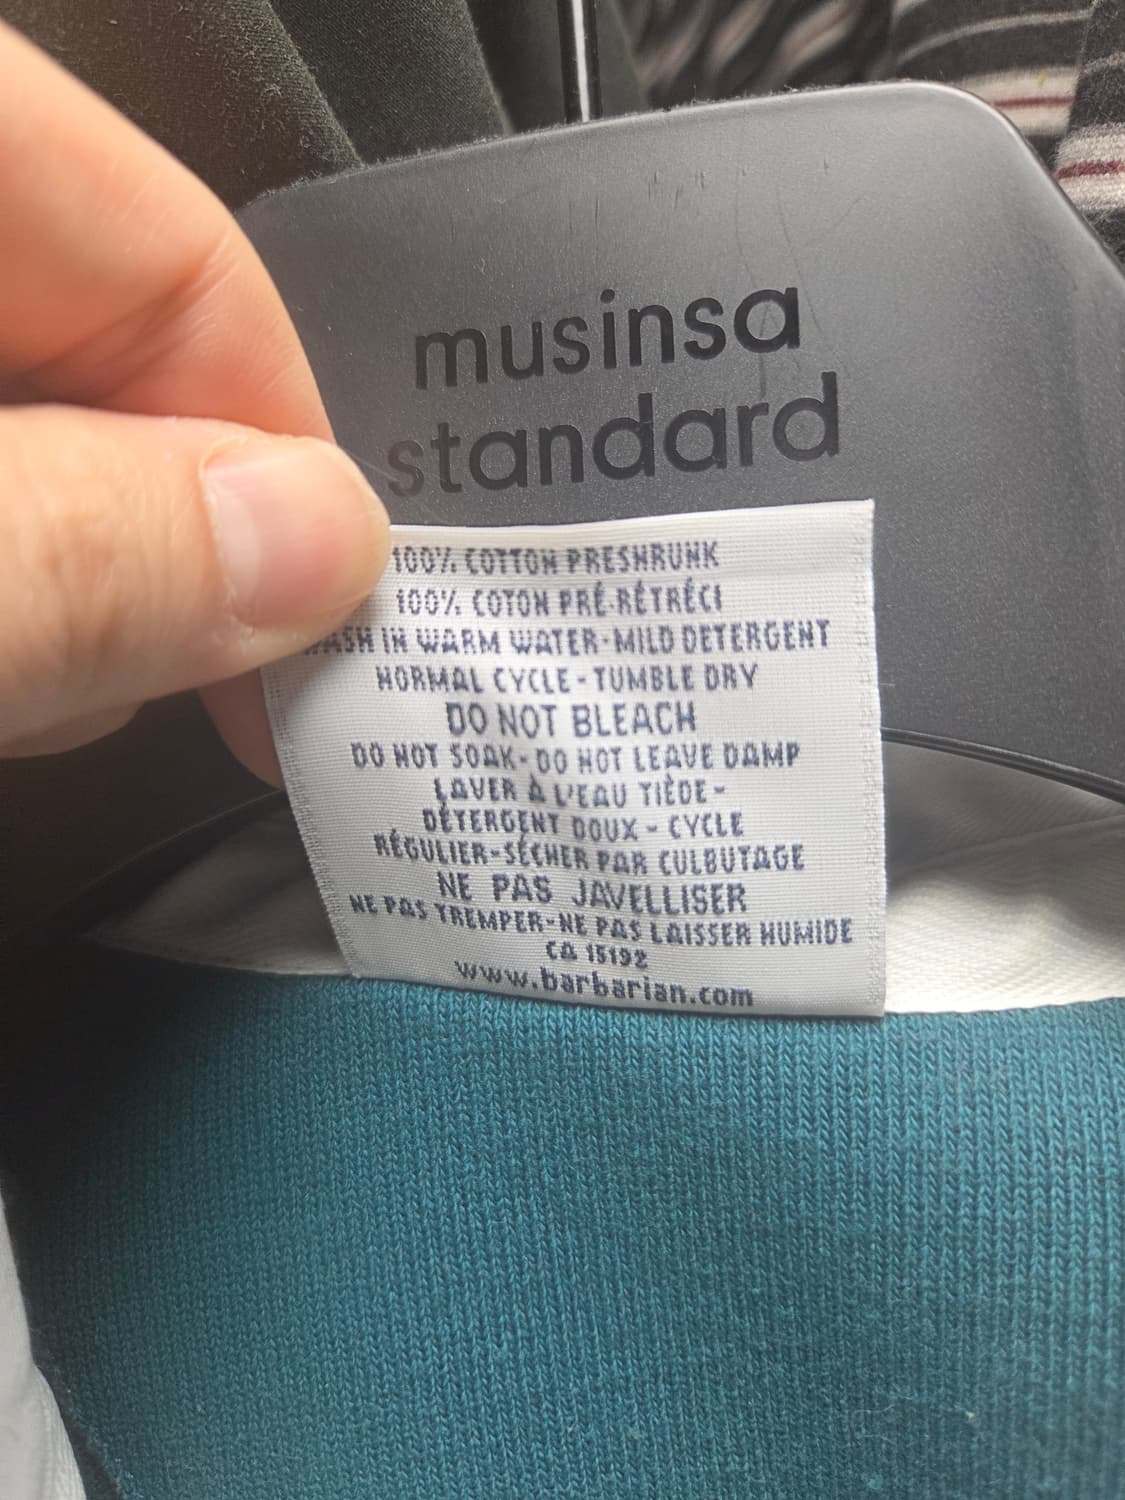 musinsa
standard
100% COTTON PRESHRUNK
100% COTON PRÉ-RÉTRÉCI
WASH IN WARM WATER-MILD DETERGENT
NORMAL CYCLE-TUMBLE DRY
DO NOT BLEACH
DO NOT SOAK-DO NOT LEAVE DAMP
LAVER À L'EAU TIÈDE-
DÉTERGENT DOUX-CYCLE
RÉGULIER-SÉCHER PAR CULBUTAGE
NE PAS JAVELLISER
NE PAS TREMPER-NE PAS LAISSER HUMIDE
CA 15192
www.barbarian.com